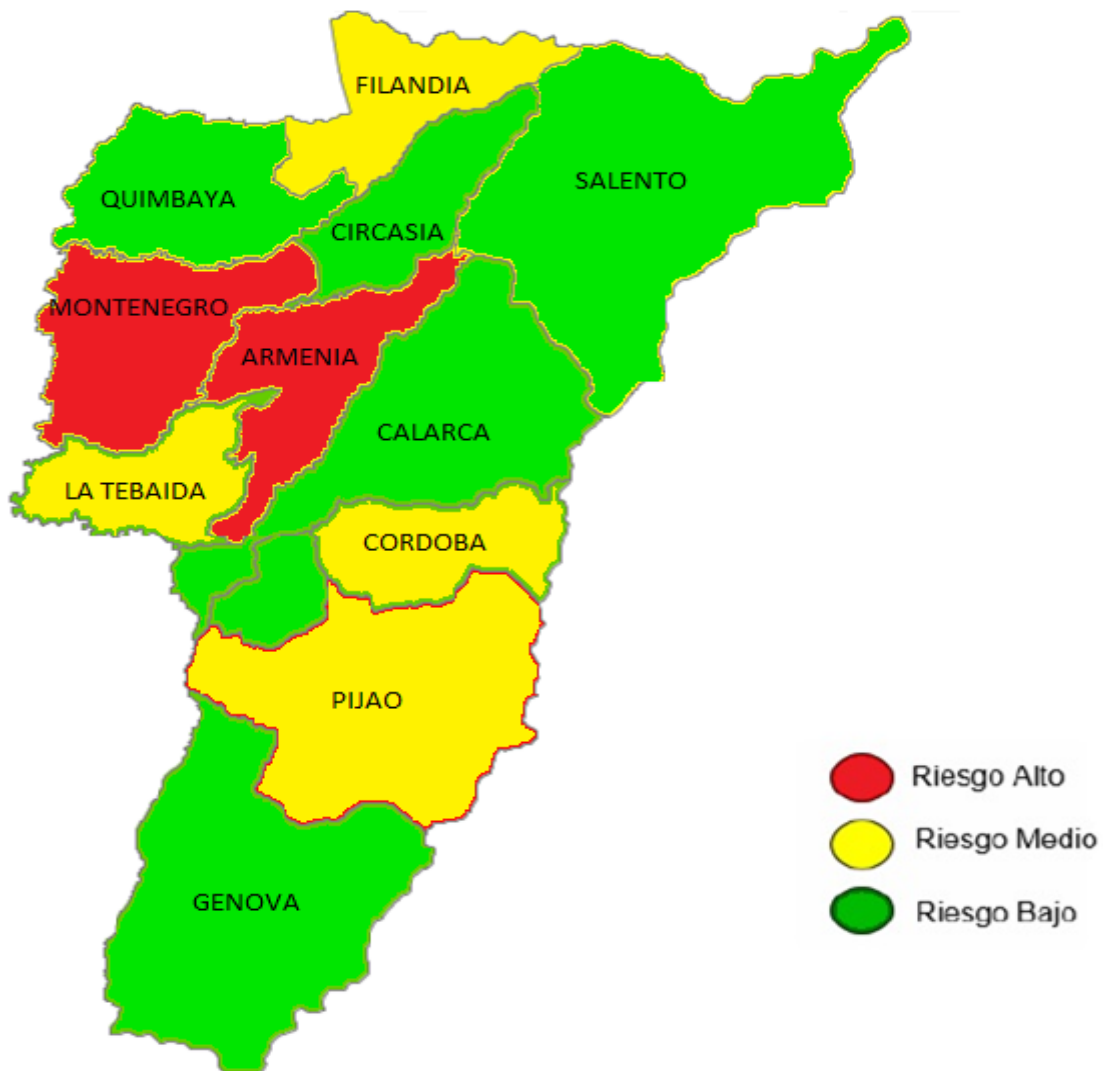 FILANDIA
SALENTO
QUIMBAYA
CIRCASIA
MONTENEGRO
ARMENIA
CALARCA
LA TEBAIDA
CORDOBA
PIJAO
GENOVA
Riesgo Alto
Riesgo Medio
Riesgo Bajo